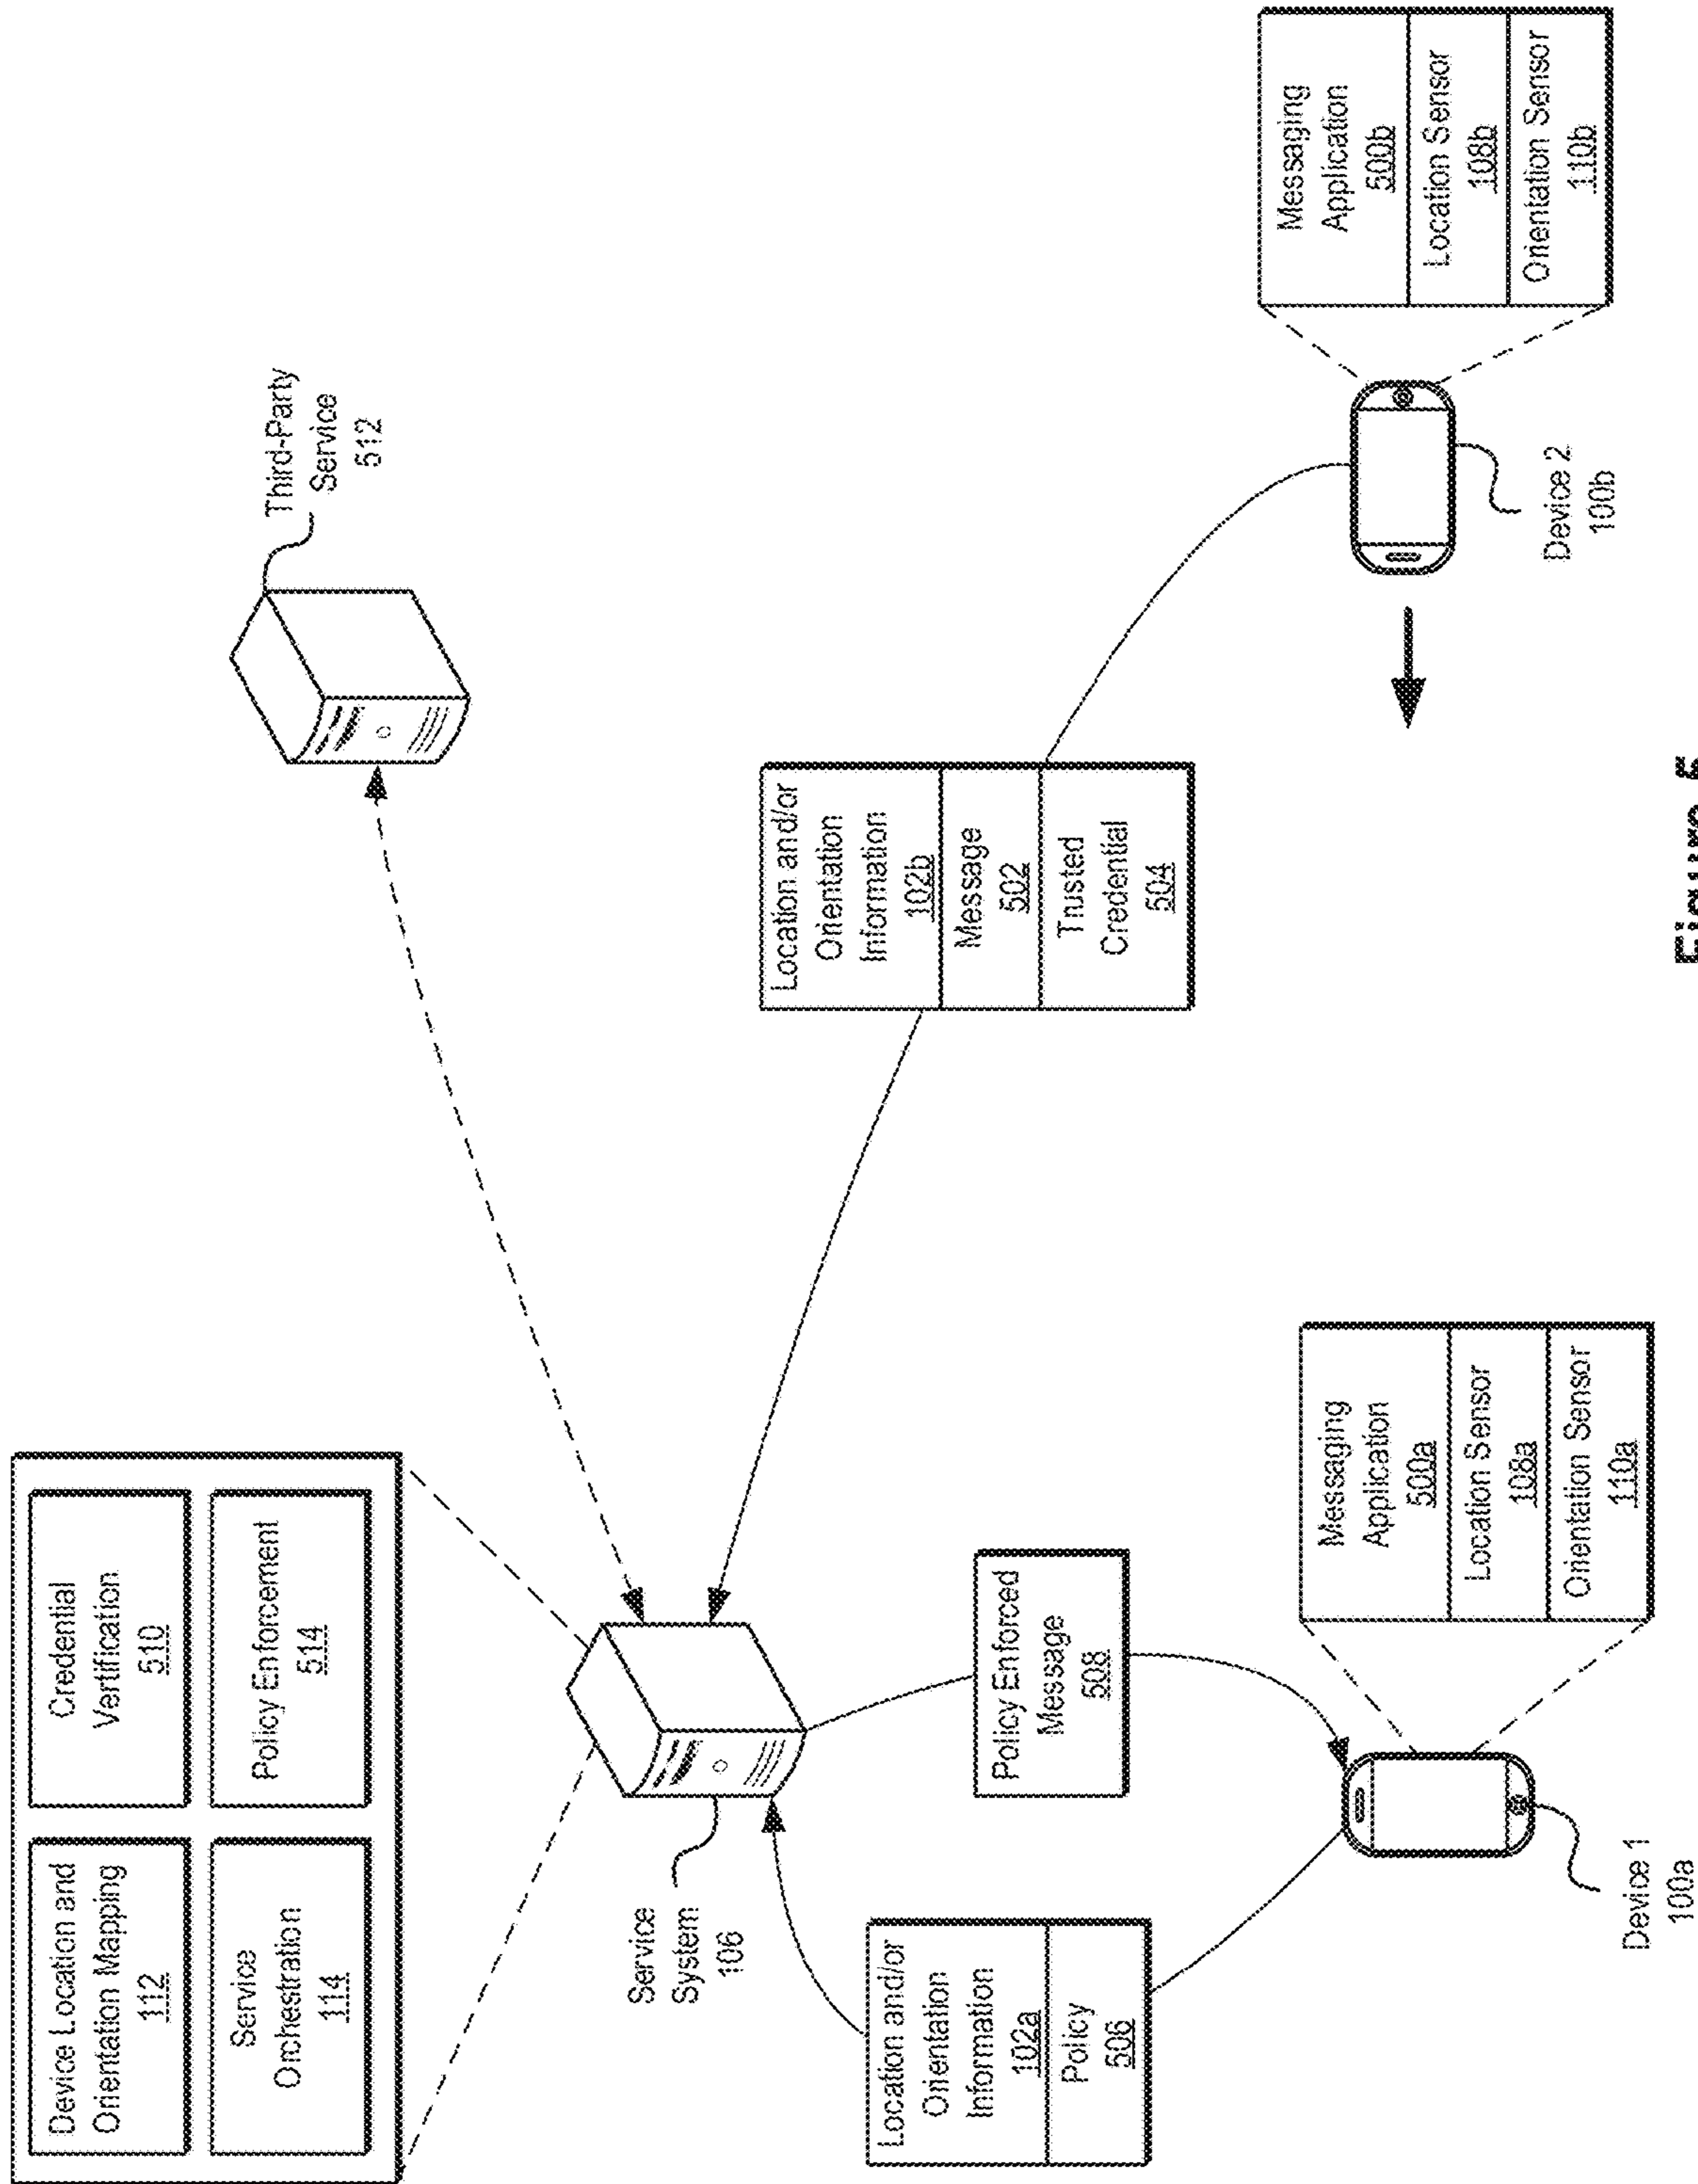 Device Location and
Orientation Mapping
112
Credential
Vertification
510
Service
Orchestration
114
Policy Enforcement
514
Third-Party
Service
512
Service
System
106
Location and/or
Orientation
Information
102a
Policy
506
Policy Enforced
Message
508
Location and/or
Orientation
Information
102b
Message
502
Trusted
Credential
504
Messaging
Application
500a
Location Sensor
108a
Orientation Sensor
110a
Device 1
100a
Messaging
Application
500b
Location Sensor
108b
Orientation Sensor
110b
Device 2
100b
Figure 5